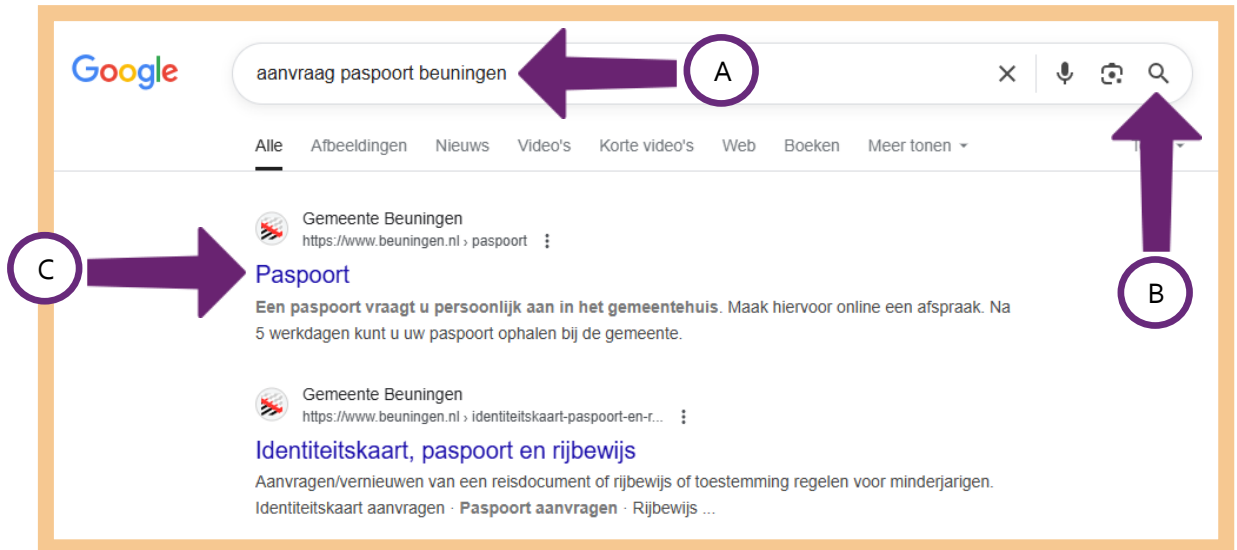 Google
aanvraag paspoort beuningen
A
Alle Afbeeldingen Nieuws Video's Korte video's Web Boeken Meer tonen
Gemeente Beuningen
https://www.beuningen.nl › paspoort
C
Paspoort
B
Een paspoort vraagt u persoonlijk aan in het gemeentehuis. Maak hiervoor online een afspraak. Na
5 werkdagen kunt u uw paspoort ophalen bij de gemeente.
Gemeente Beuningen
https://www.beuningen.nl › identiteitskaart-paspoort-en-r...
Identiteitskaart, paspoort en rijbewijs
Aanvragen/vernieuwen van een reisdocument of rijbewijs of toestemming regelen voor minderjarigen.
Identiteitskaart aanvragen · Paspoort aanvragen · Rijbewijs ...